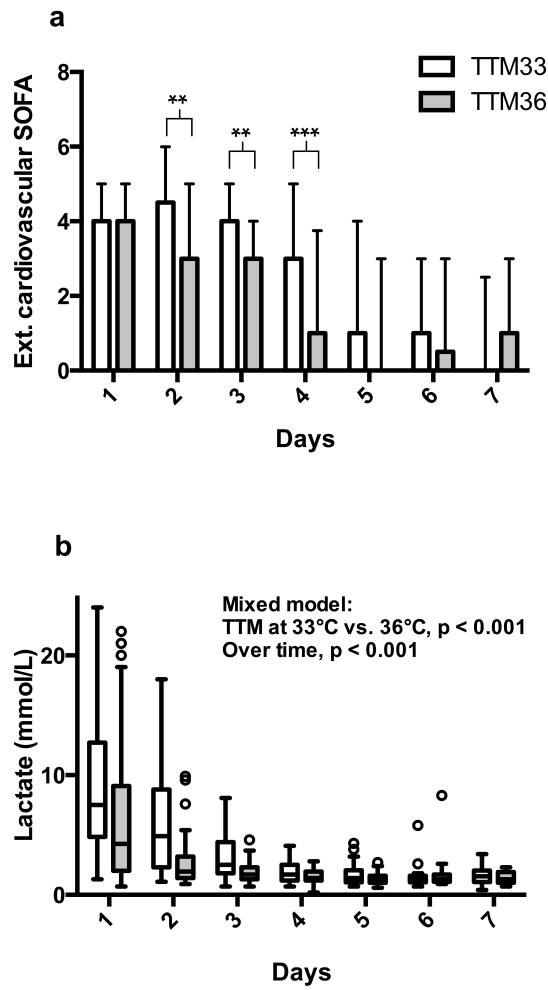 a
TTM33
TTM36
Ext. cardiovascular SOFA
8
6
4
2
0
** ** ***
1 2 3 4 5 6 7
Days
b
Mixed model:
TTM at 33°C vs. 36°C, p < 0.001
Over time, p < 0.001
Lactate (mmol/L)
20
10
0
1 2 3 4 5 6 7
Days